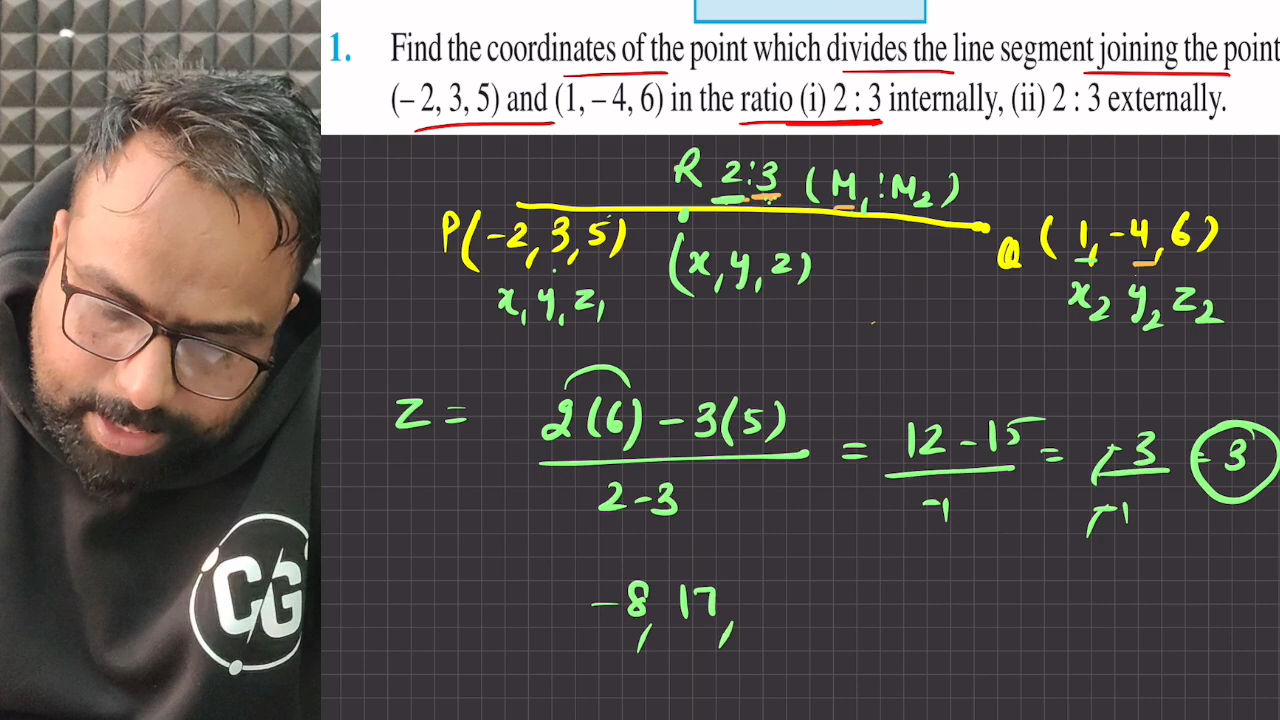 1. Find the coordinates of the point which divides the line segment joining the point
(– 2, 3, 5) and (1, – 4, 6) in the ratio (i) 2 : 3 internally, (ii) 2 : 3 externally.
R 2:3 (M₁:M₂)
P(-2, 3, 5) (x, y, z) Q (1, -4, 6)
x₁ y₁ z₁ x₂ y₂ z₂
z = 2(6) - 3(5) / 2-3 = 12-15 / -1 = -3 / -1 = 3
-8, 17,
CG